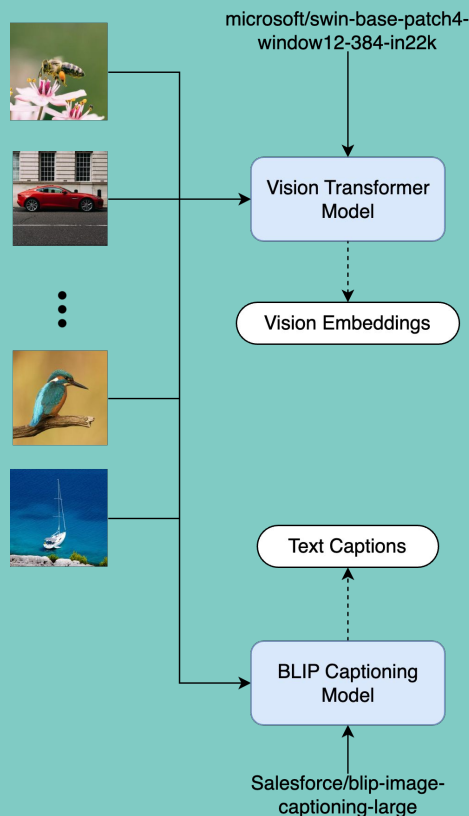 microsoft/swin-base-patch4-
window12-384-in22k
Vision Transformer
Model
Vision Embeddings
Text Captions
BLIP Captioning
Model
Salesforce/blip-image-
captioning-large